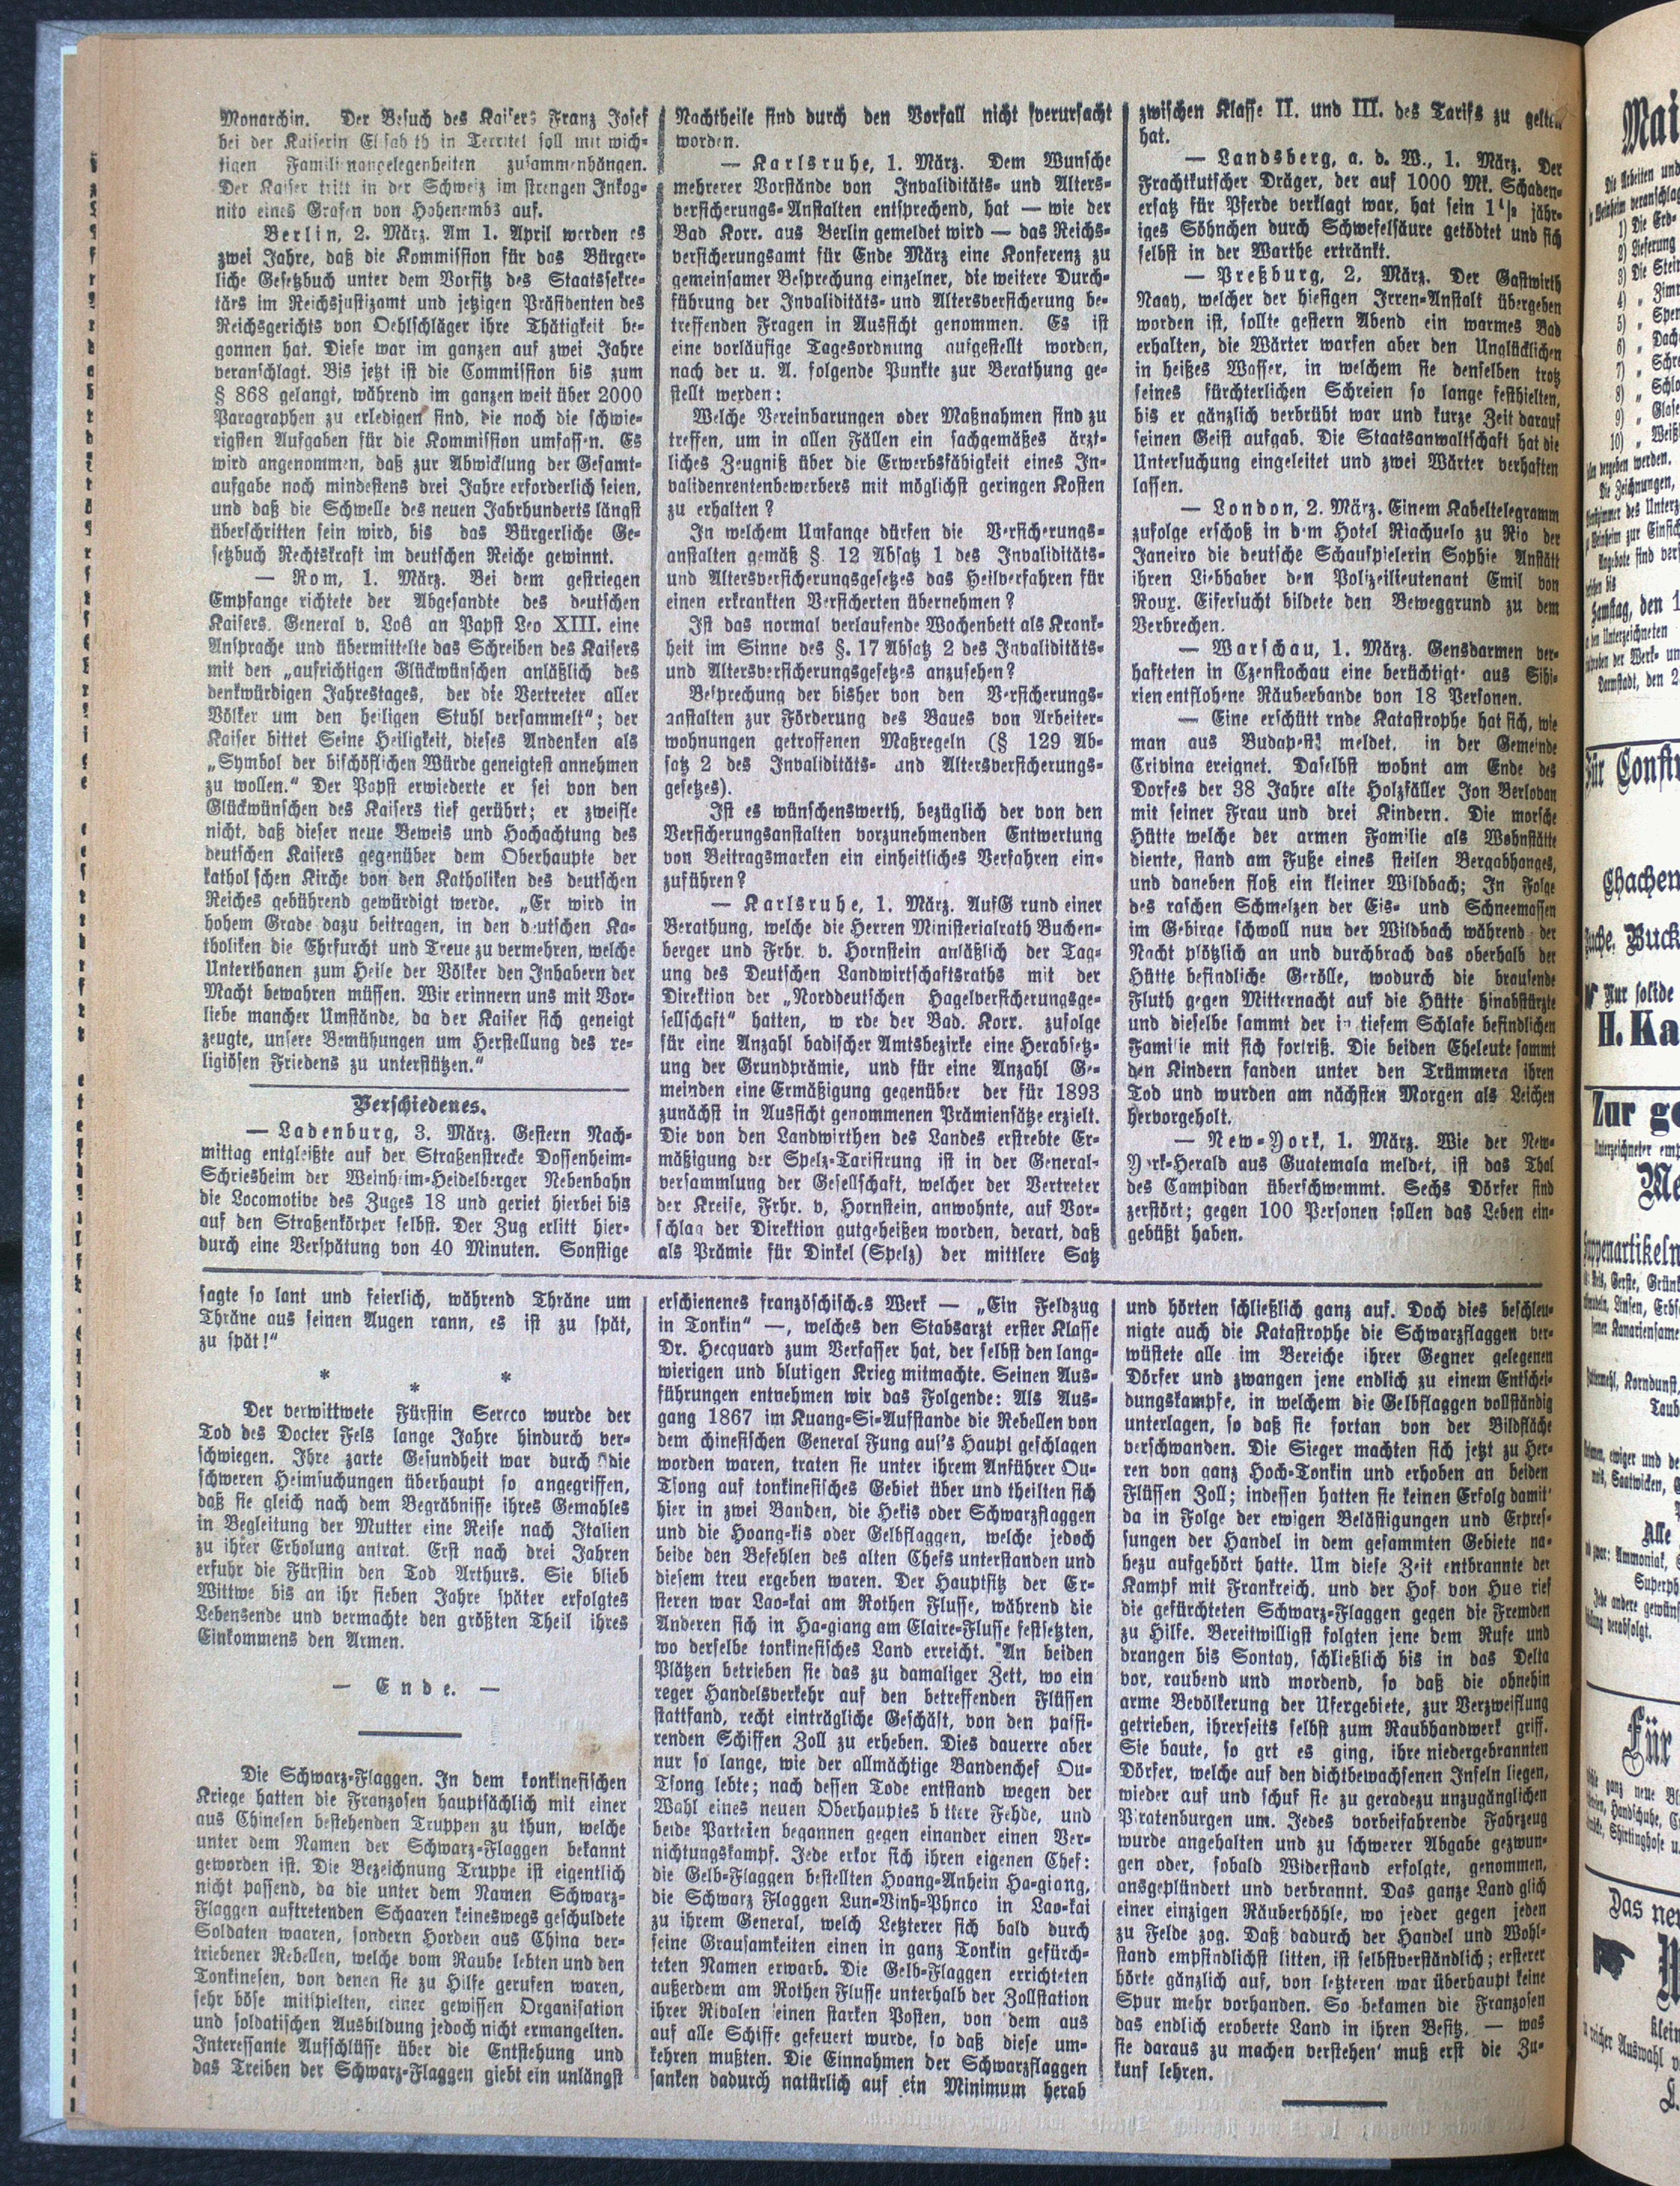 Monarchin. Der Besuch des Kaisers Franz Josef
bei der Kaiserin Elisabeth in Territet soll mit wich-
tigen Familienangelegenheiten zusammenhängen.
Der Kaiser tritt in der Schweiz im strengen Inkog-
nito eines Grafen von Hohenembs auf.
Berlin, 2. März. Am 1. April werden es
zwei Jahre, daß die Kommission für das Bürger-
liche Gesetzbuch unter dem Vorsitz des Staatssekre-
tärs im Reichsjustizamt und jetzigen Präsidenten des
Reichsgerichts von Oehlschläger ihre Thätigkeit be-
gonnen hat. Diese war im ganzen auf zwei Jahre
veranschlagt. Bis jetzt ist die Commission bis zum
§ 868 gelangt, während im ganzen weit über 2000
Paragraphen zu erledigen sind, die noch die schwie-
rigsten Aufgaben für die Kommission umfassen. Es
wird angenommen, daß zur Abwicklung der Gesamt-
aufgabe noch mindestens drei Jahre erforderlich seien,
und daß die Schwelle des neuen Jahrhunderts längst
überschritten sein wird, bis das Bürgerliche Ge-
setzbuch Rechtskraft im deutschen Reiche gewinnt.
— Rom, 1. März. Bei dem gestriegen
Empfange richtete der Abgesandte des deutschen
Kaisers General v. Loë an Papst Leo XIII. eine
Ansprache und übermittelte das Schreiben des Kaisers
mit den „aufrichtigen Glückwünschen anläßlich des
denkwürdigen Jahrestages, der die Vertreter aller
Völker um den heiligen Stuhl versammelt“; der
Kaiser bittet Seine Heiligkeit, dieses Andenken als
„Symbol der bischöflichen Würde geneigtest annehmen
zu wollen.“ Der Papst erwiederte er sei von den
Glückwünschen des Kaisers tief gerührt; er zweifle
nicht, daß dieser neue Beweis und Hochachtung des
deutschen Kaisers gegenüber dem Oberhaupte der
kathol schen Kirche von den Katholiken des deutschen
Reiches gebührend gewürdigt werde. „Er wird in
hohem Grade dazu beitragen, in den deutschen Ka-
tholiken die Ehrfurcht und Treue zu vermehren, welche
Unterthanen zum Heile der Völker den Inhabern der
Macht bewahren müssen. Wir erinnern uns mit Vor-
liebe mancher Umstände, da der Kaiser sich geneigt
zeugte, unsere Bemühungen um Herstellung des re-
ligiösen Friedens zu unterstützen.“
Verschiedenes.
— Ladenburg, 3. März. Gestern Nach-
mittag entgleißte auf der Straßenstrecke Dossenheim-
Schriesheim der Weinheim-Heidelberger Nebenbahn
die Locomotive des Zuges 18 und geriet hierbei bis
auf den Straßenkörper selbst. Der Zug erlitt hier-
durch eine Verspätung von 40 Minuten. Sonstige
Nachtheile sind durch den Vorfall nicht verursacht
worden.
— Karlsruhe, 1. März. Dem Wunsche
mehrerer Vorstände von Invaliditäts- und Alters-
versicherungs-Anstalten entsprechend, hat — wie der
Bad Korr. aus Berlin gemeldet wird — das Reichs-
versicherungsamt für Ende März eine Konferenz zu
gemeinsamer Besprechung einzelner, die weitere Durch-
führung der Invaliditäts- und Altersversicherung be-
treffenden Fragen in Aussicht genommen. Es ist
eine vorläufige Tagesordnung aufgestellt worden,
nach der u. A. folgende Punkte zur Berathung ge-
stellt werden:
Welche Vereinbarungen oder Maßnahmen sind zu
treffen, um in allen Fällen ein sachgemäßes ärzt-
liches Zeugniß über die Erwerbsfähigkeit eines In-
validenrentenbewerbers mit möglichst geringen Kosten
zu erhalten?
In welchem Umfange dürfen die Versicherungs-
anstalten gemäß §. 12 Absatz 1 des Invaliditäts-
und Altersversicherungsgesetzes das Heilverfahren für
einen erkrankten Versicherten übernehmen?
Ist das normal verlaufende Wochenbett als Krank-
heit im Sinne des §. 17 Absatz 2 des Invaliditäts-
und Altersversicherungsgesetzes anzusehen?
Besprechung der bisher von den Versicherungs-
anstalten zur Förderung des Baues von Arbeiter-
wohnungen getroffenen Maßregeln (§ 129 Ab-
satz 2 des Invaliditäts- und Altersversicherungs-
gesetzes).
Ist es wünschenswerth, bezüglich der von den
Versicherungsanstalten vorzunehmenden Entwertung
von Beitragsmarken ein einheitliches Verfahren ein-
zuführen?
— Karlsruhe, 1. März. AufG rund einer
Berathung, welche die Herren Ministerialrath Buchen-
berger und Frhr. v. Hornstein anläßlich der Tag-
ung des Deutschen Landwirtschaftsraths mit der
Direktion der „Norddeutschen Hagelversicherungsge-
sellschaft“ hatten, w rde der Bad. Korr. zufolge
für eine Anzahl badischer Amtsbezirke eine Herabsetz-
ung der Grundprämie, und für eine Anzahl Ge-
meinden eine Ermäßigung gegenüber der für 1893
zunächst in Aussicht genommenen Prämiensätze erzielt.
Die von den Landwirthen des Landes erstrebte Er-
mäßigung der Spelz-Tarifirung ist in der General-
versammlung der Gesellschaft, welcher der Vertreter
der Kreise, Frhr. v, Hornstein, anwohnte, auf Vor-
schlag der Direktion gutgeheißen worden, derart, daß
als Prämie für Dinkel (Spelz) der mittlere Satz
zwischen Klasse II. und III. des Tarifs zu gelten
hat.
— Landsberg, a. d. W., 1. März. Der
Frachtkutscher Dräger, der auf 1000 Mk. Schaden-
ersatz für Pferde verklagt war, hat sein 1½ jähr-
iges Söhnchen durch Schwefelsäure getödtet und sich
selbst in der Warthe ertränkt.
— Preßburg, 2. März. Der Gastwirth
Nagy, welcher der hiesigen Irren-Anstalt übergeben
worden ist, sollte gestern Abend ein warmes Bad
erhalten, die Wärter warfen aber den Unglücklichen
in heißes Wasser, in welchem sie denselben trotz
seines fürchterlichen Schreien so lange festhielten,
bis er gänzlich verbrüht war und kurze Zeit darauf
seinen Geist aufgab. Die Staatsanwaltschaft hat die
Untersuchung eingeleitet und zwei Wärter verhaften
lassen.
— London, 2. März. Einem Kabeltelegramm
zufolge erschoß in dem Hotel Riachuelo zu Rio de
Janeiro die deutsche Schauspielerin Sophie Anstätt
ihren Liebhaber den Polizeilieutenant Emil von
Roux. Eifersucht bildete den Beweggrund zu dem
Verbrechen.
— Warschau, 1. März. Gensdarmen ver-
hafteten in Czenstochau eine berüchtigte aus Sibi-
rien entflohene Räuberbande von 18 Personen.
— Eine erschütt rnde Katastrophe hat sich, wie
man aus Budapest meldet, in der Gemeinde
Crivina ereignet. Daselbst wohnt am Ende des
Dorfes der 38 Jahre alte Holzfäller Jon Berlovan
mit seiner Frau und drei Kindern. Die morsche
Hütte welche der armen Familie als Wohnstätte
diente, stand am Fuße eines steilen Bergabhanges,
und daneben floß ein kleiner Wildbach; In Folge
des raschen Schmelzen der Eis- und Schneemassen
im Gebirge schwoll nun der Wildbach während der
Nacht plötzlich an und durchbrach das oberhalb der
Hütte befindliche Gerölle, wodurch die brausende
Fluth gegen Mitternacht auf die Hütte hinabstürzte
und dieselbe sammt der in tiefem Schlafe befindlichen
Familie mit sich fortriß. Die beiden Eheleute sammt
den Kindern fanden unter den Trümmern ihren
Tod und wurden am nächsten Morgen als Leichen
hervorgeholt.
— New-York, 1. März. Wie der New-
York-Herald aus Guatemala meldet, ist das Thal
des Campidan überschwemmt. Sechs Dörfer sind
zerstört; gegen 100 Personen sollen das Leben ein-
gebüßt haben.
sagte so lant und feierlich, während Thräne um
Thräne aus seinen Augen rann, es ist zu spät,
zu spät!“
* * *
Der verwittwete Fürstin Sereco wurde der
Tod des Docter Fels lange Jahre hindurch ver-
schwiegen. Ihre zarte Gesundheit war durch die
schweren Heimsuchungen überhaupt so angegriffen,
daß sie gleich nach dem Begräbnisse ihres Gemahles
in Begleitung der Mutter eine Reise nach Italien
zu ihrer Erholung antrat. Erst nach drei Jahren
erfuhr die Fürstin den Tod Arthurs. Sie blieb
Wittwe bis an ihr sieben Jahre später erfolgtes
Lebensende und vermachte den größten Theil ihres
Einkommens den Armen.
— Ende. —
Die Schwarz-Flaggen. In dem tonkinesischen
Kriege hatten die Franzosen hauptsächlich mit einer
aus Chinesen bestehenden Truppen zu thun, welche
unter dem Namen der Schwarz-Flaggen bekannt
geworden ist. Die Bezeichnung Truppe ist eigentlich
nicht passend, da die unter dem Namen Schwarz-
Flaggen auftretenden Schaaren keineswegs geschuldete
Soldaten waaren, sondern Horden aus China ver-
triebener Rebellen, welche vom Raube lebten und den
Tonkinesen, von denen sie zu Hilfe gerufen waren,
sehr böse mitspielten, einer gewissen Organisation
und soldatischen Ausbildung jedoch nicht ermangelten.
Interessante Aufschlüsse über die Entstehung und
das Treiben der Schwarz-Flaggen giebt ein unlängst
erschienenes französchisches Werk — „Ein Feldzug
in Tonkin“ —, welches den Stabsarzt erster Klasse
Dr. Hecquard zum Verfasser hat, der selbst den lang-
wierigen und blutigen Krieg mitmachte. Seinen Aus-
führungen entnehmen wir das Folgende: Als Aus-
gang 1867 im Kuang-Si-Aufstande die Rebellen von
dem chinesischen General Fung auf's Haupt geschlagen
worden waren, traten sie unter ihrem Anführer Ou-
Tsong auf tonkinesisches Gebiet über und theilten sich
hier in zwei Banden, die Hekis oder Schwarzflaggen
und die Hoang-kis oder Gelbflaggen, welche jedoch
beide den Befehlen des alten Chefs unterstanden und
diesem treu ergeben waren. Der Hauptsitz der Er-
steren war Lao-kai am Rothen Flusse, während die
Anderen sich in Ha-giang am Claire-Flusse festsetzten,
wo derselbe tonkinesisches Land erreicht. An beiden
Plätzen betrieben sie das zu damaliger Zett, wo ein
reger Handelsverkehr auf den betreffenden Flüssen
stattfand, recht einträgliche Geschäft, von den passi-
renden Schiffen Zoll zu erheben. Dies dauerre aber
nur so lange, wie der allmächtige Bandenchef Ou-
Tsong lebte; nach dessen Tode entstand wegen der
Wahl eines neuen Oberhauptes b ttere Fehde, und
beide Parteien begannen gegen einander einen Ver-
nichtungskampf. Jede erkor sich ihren eigenen Chef:
die Gelb-Flaggen bestellten Hoang-Anhein Ha-giang,
die Schwarz Flaggen Lun-Vinh-Phnco in Lao-kai
zu ihrem General, welch Letzterer sich bald durch
seine Grausamkeiten einen in ganz Tonkin gefürch-
teten Namen erwarb. Die Gelb-Flaggen errichteten
außerdem am Rothen Flusse unterhalb der Zollstation
ihrer Rivalen einen starken Posten, von dem aus
auf alle Schiffe gefeuert wurde, so daß diese um-
kehren mußten. Die Einnahmen der Schwarzflaggen
sanken dadurch natürlich auf ein Minimum herab
und hörten schließlich ganz auf. Doch dies beschleu-
nigte auch die Katastrophe die Schwarzflaggen ver-
wüstete alle im Bereiche ihrer Gegner gelegenen
Dörfer und zwangen jene endlich zu einem Entschei-
dungskampfe, in welchem die Gelbflaggen vollständig
unterlagen, so daß sie fortan von der Bildfläche
verschwanden. Die Sieger machten sich jetzt zu Her-
ren von ganz Hoch-Tonkin und erhoben an beiden
Flüssen Zoll; indessen hatten sie keinen Erfolg damit'
da in Folge der ewigen Belästigungen und Erpres-
sungen der Handel in dem gesammten Gebiete na-
hezu aufgehört hatte. Um diese Zeit entbrannte der
Kampf mit Frankreich, und der Hof von Hue rief
die gefürchteten Schwarz-Flaggen gegen die Fremden
zu Hilfe. Bereitwilligst folgten jene dem Rufe und
drangen bis Sontay, schließlich bis in das Delta
vor, raubend und mordend, so daß die ohnehin
arme Bevölkerung der Ufergebiete, zur Verzweiflung
getrieben, ihrerseits selbst zum Raubhandwerk griff.
Sie baute, so grt es ging, ihre niedergebrannten
Dörfer, welche auf den dichtbewachsenen Inseln liegen,
wieder auf und schuf sie zu geradezu unzugänglichen
Piratenburgen um. Jedes vorbeifahrende Fahrzeug
wurde angehalten und zu schwerer Abgabe gezwun-
gen oder, sobald Widerstand erfolgte, genommen,
ansgeplündert und verbrannt. Das ganze Land glich
einer einzigen Räuberhöhle, wo jeder gegen jeden
zu Felde zog. Daß dadurch der Handel und Wohl-
stand empfindlichst litten, ist selbstverständlich; ersterer
hörte gänzlich auf, von letzteren war überhaupt keine
Spur mehr vorhanden. So bekamen die Franzosen
das endlich eroberte Land in ihren Besitz, — was
sie daraus zu machen verstehen' muß erst die Zu-
kunf lehren.